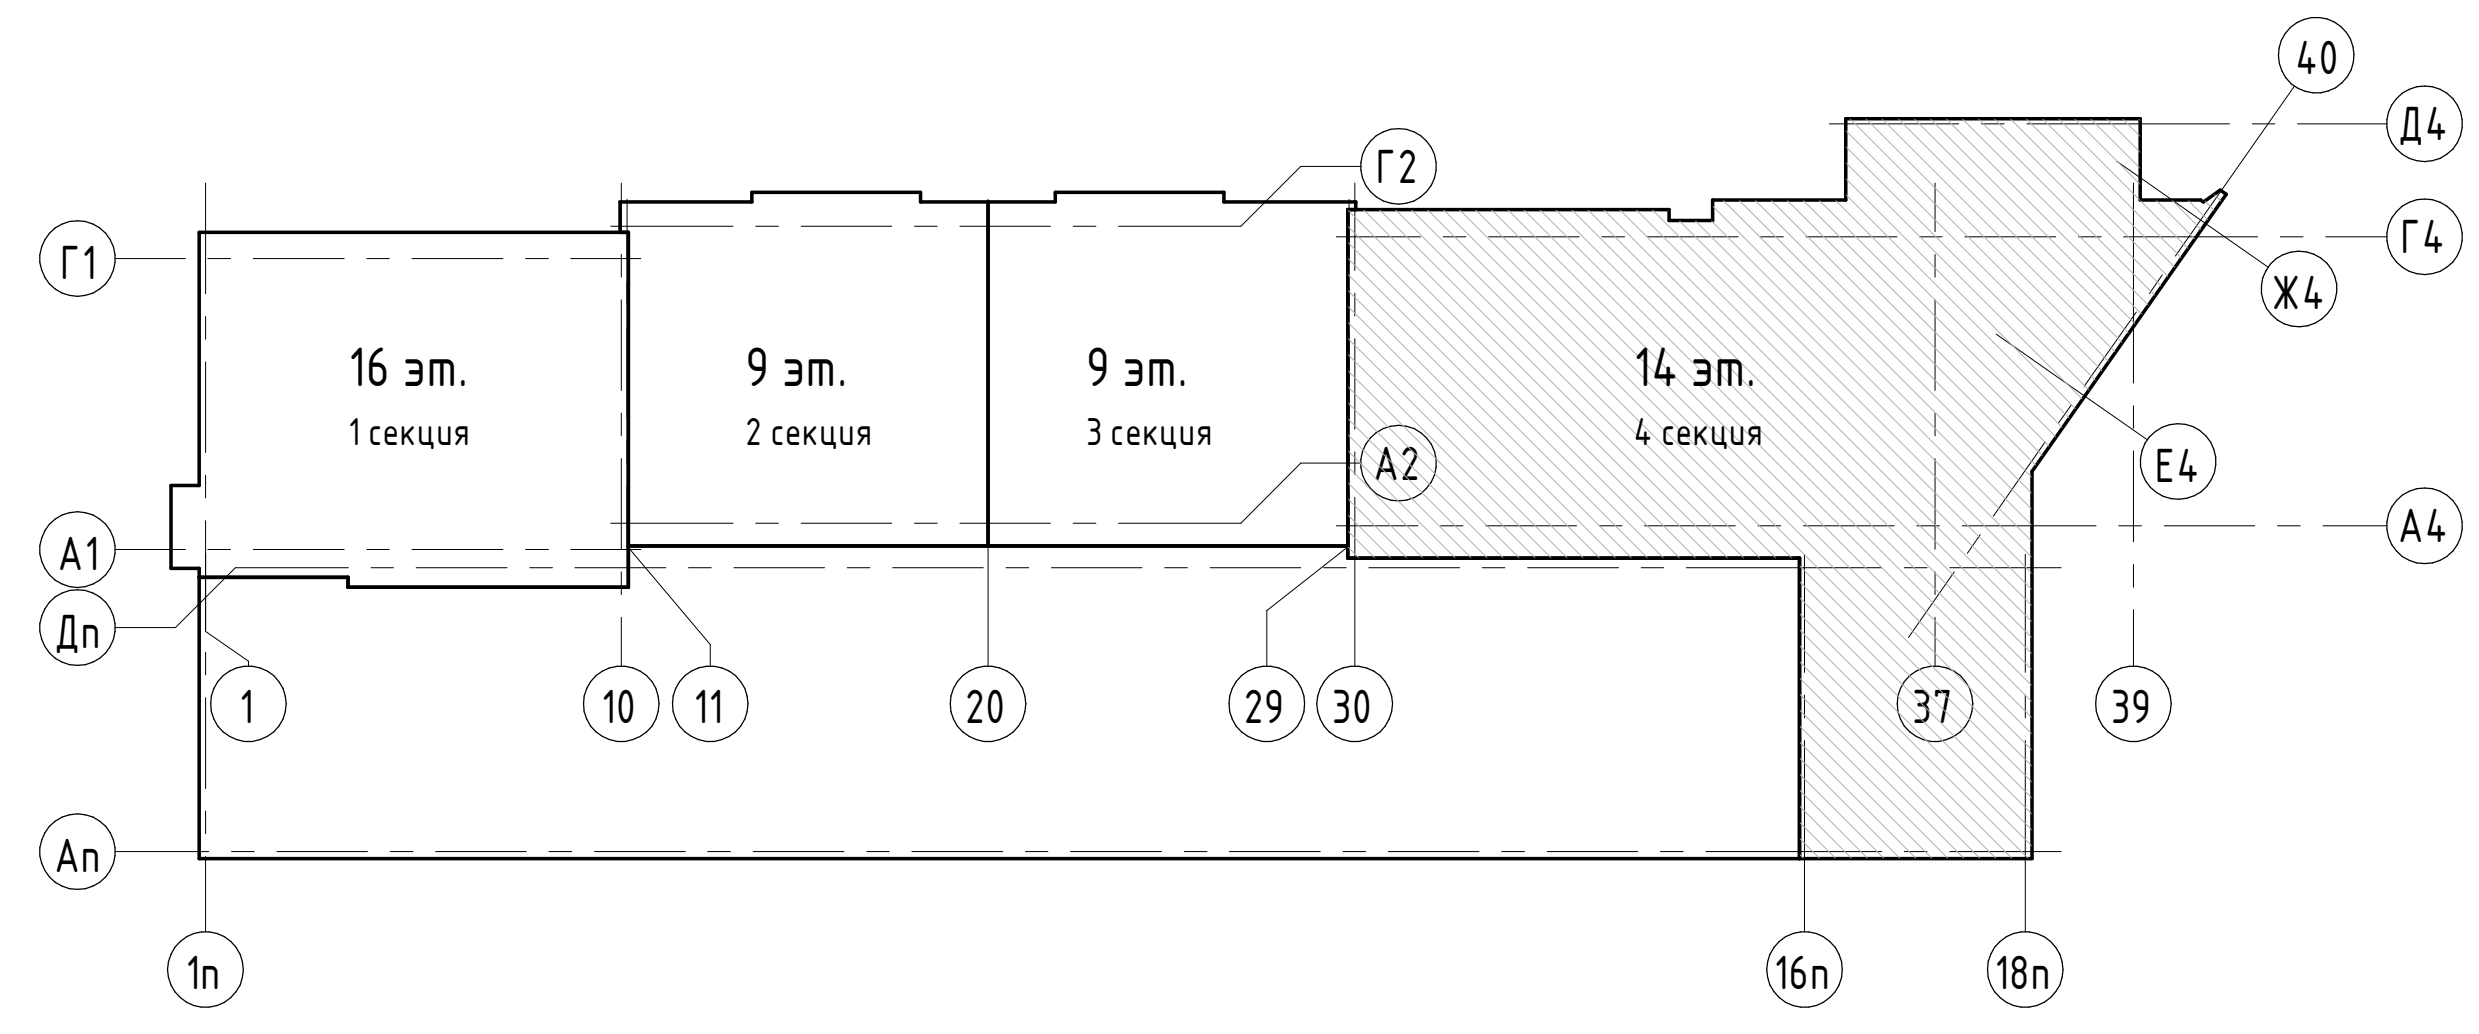 40
Д4
Г2
Г4
Г1
Ж4
16 эт.
9 эт.
9 эт.
14 эт.
1 секция
2 секция
3 секция
4 секция
А2
Е4
А1
А4
Дп
1
10
11
20
29
30
37
39
Ап
1п
16п
18п